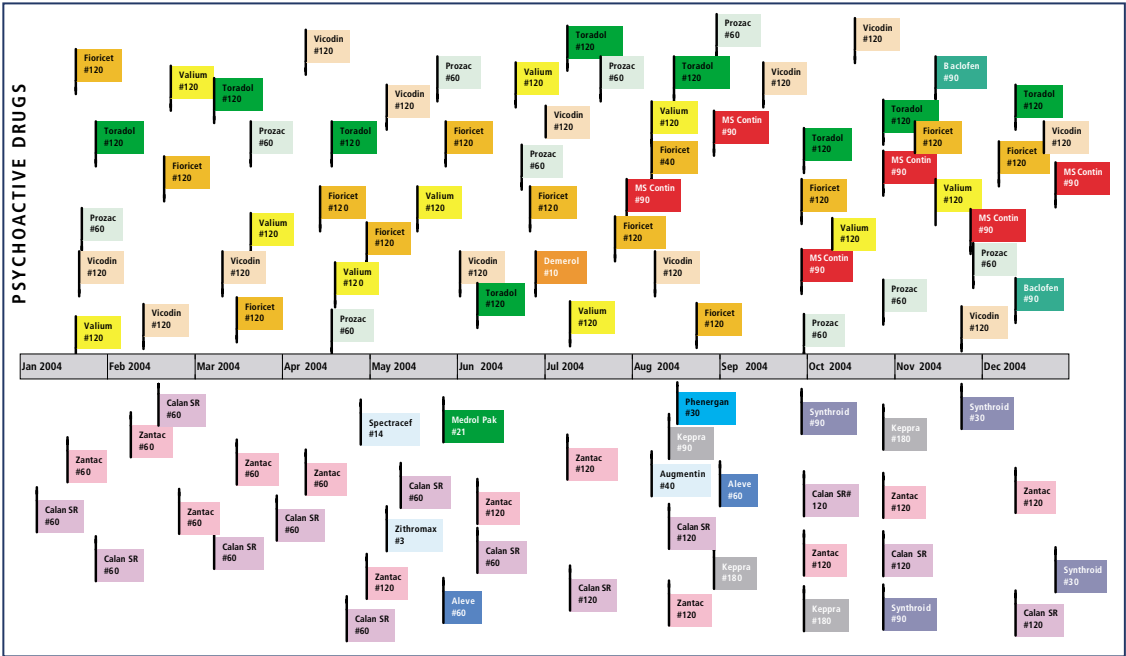 PSYCHOACTIVE DRUGS
Prozac
#60
Vicodin
#120
Toradol
#120
Vicodin
#120
Fioricet
#120
Prozac
#60
Prozac
#60
Toradol
#120
Baclofen
#90
Valium
#120
Valium
#120
Vicodin
#120
Toradol
#120
Vicodin
#120
Toradol
#120
Valium
#120
Vicodin
#120
Toradol
#120
MS Contin
#90
Toradol
#120
Prozac
#60
Toradol
#120
Fioricet
#120
Toradol
#120
Fioricet
#120
Vicodin
#120
Fioricet
#40
Prozac
#60
Fioricet
#120
MS Contin
#90
Fioricet
#120
MS Contin
#90
Fioricet
#120
Valium
#120
Fioricet
#120
MS Contin
#90
Fioricet
#120
Valium
#120
Prozac
#60
Valium
#120
Fioricet
#120
Fioricet
#120
Valium
#120
MS Contin
#90
Prozac
#60
Vicodin
#120
Vicodin
#120
Valium
#120
Vicodin
#120
Demerol
#10
Vicodin
#120
MS Contin
#90
Toradol
#120
Prozac
#60
Baclofen
#90
Valium
#120
Vicodin
#120
Fioricet
#120
Prozac
#60
Valium
#120
Fioricet
#120
Prozac
#60
Vicodin
#120
Jan 2004 Feb 2004 Mar 2004 Apr 2004 May 2004 Jun 2004 Jul 2004 Aug 2004 Sep 2004 Oct 2004 Nov 2004 Dec 2004
Calan SR
#60
Phenergan
#30
Synthroid
#90
Synthroid
#30
Zantac
#60
Spectracef
#14
Medrol Pak
#21
Keppra
#90
Keppra
#180
Zantac
#60
Zantac
#60
Zantac
#60
Zantac
#120
Augmentin
#40
Calan SR
#60
Aleve
#60
Calan SR#
120
Zantac
#120
Zantac
#120
Calan SR
#60
Zantac
#60
Calan SR
#60
Zithromax
#3
Zantac
#120
Calan SR
#120
Calan SR
#60
Calan SR
#60
Calan SR
#60
Zantac
#120
Calan SR
#120
Zantac
#120
Keppra
#180
Synthroid
#30
Calan SR
#60
Aleve
#60
Calan SR
#120
Zantac
#120
Keppra
#180
Synthroid
#90
Calan SR
#120